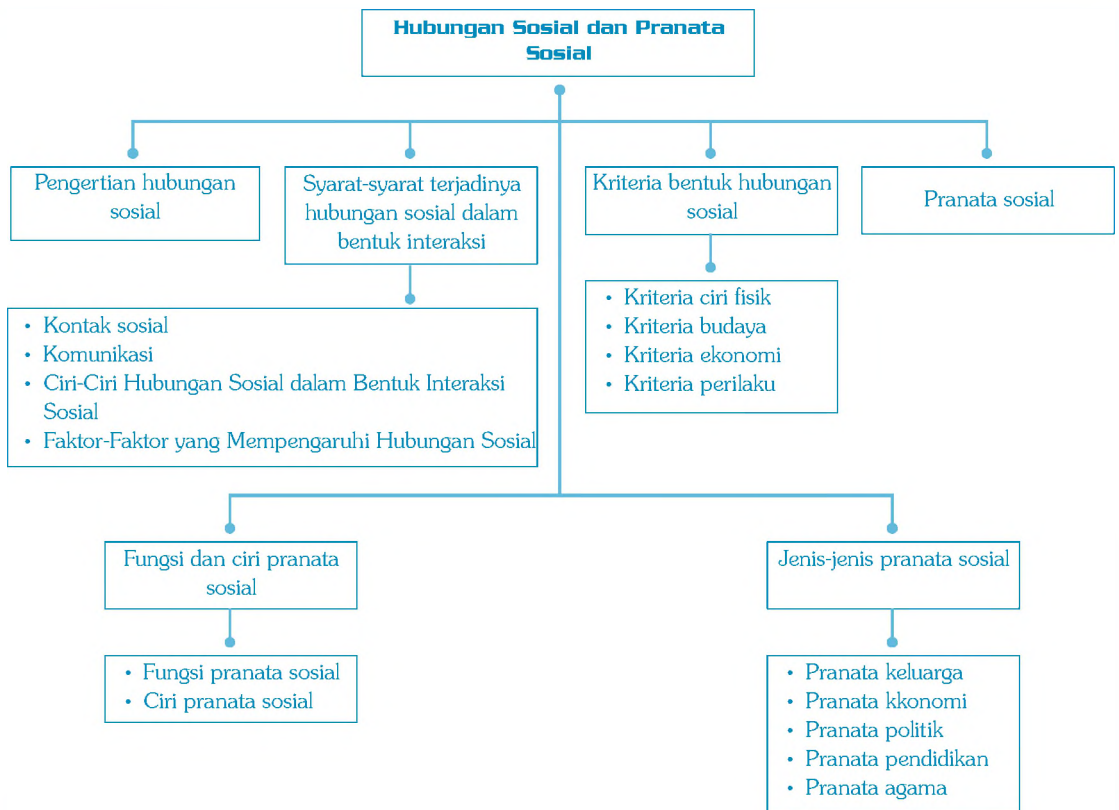 Hubungan Sosial dan Pranata
Sosial
Pengertian hubungan
sosial
Syarat-syarat terjadinya
hubungan sosial dalam
bentuk interaksi
Kriteria bentuk hubungan
sosial
Pranata sosial
• Kontak sosial
• Komunikasi
• Ciri-Ciri Hubungan Sosial dalam Bentuk Interaksi
Sosial
• Faktor-Faktor yang Mempengaruhi Hubungan Sosial
• Kriteria ciri fisik
• Kriteria budaya
• Kriteria ekonomi
• Kriteria perilaku
Fungsi dan ciri pranata
sosial
• Fungsi pranata sosial
• Ciri pranata sosial
Jenis-jenis pranata sosial
• Pranata keluarga
• Pranata kkonomi
• Pranata politik
• Pranata pendidikan
• Pranata agama